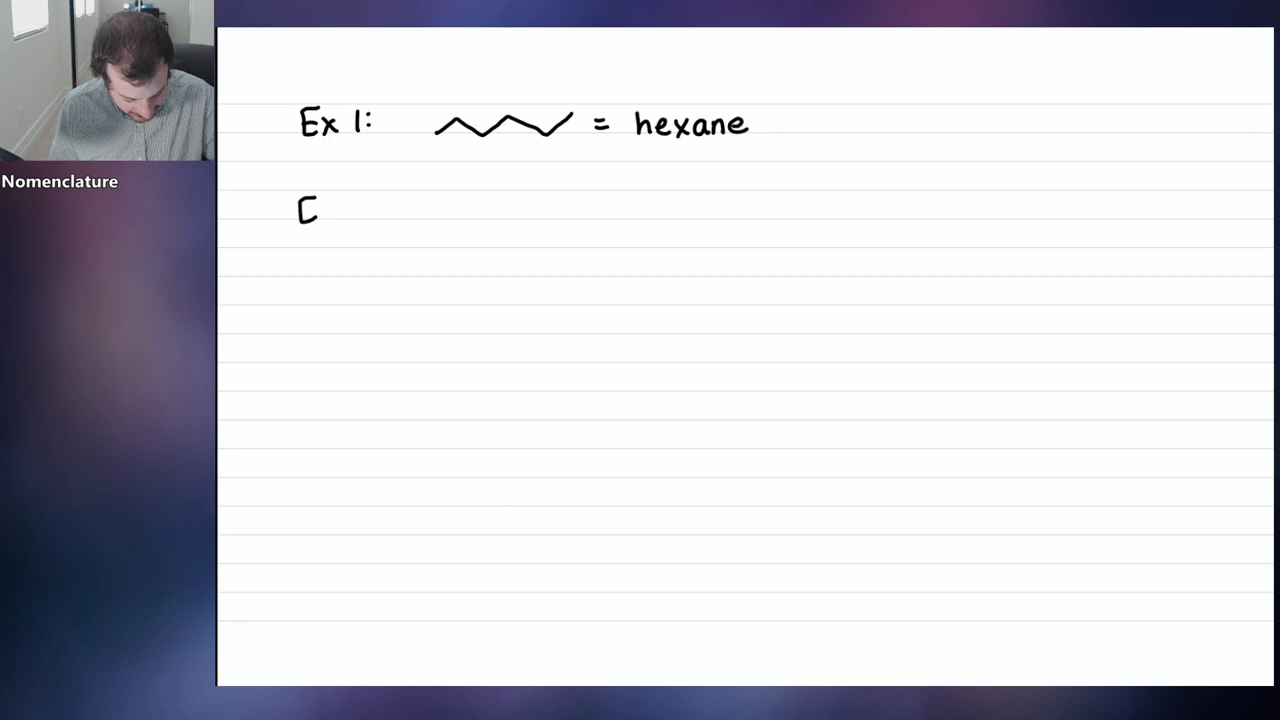 Nomenclature
Ex 1: = hexane